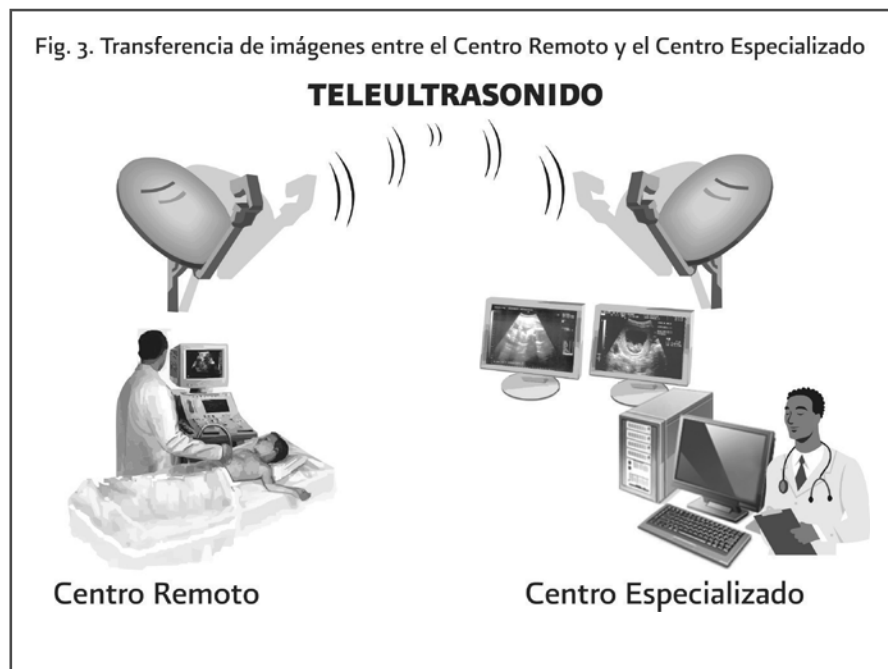 Fig. 3. Transferencia de imágenes entre el Centro Remoto y el Centro Especializado
TELEULTRASONIDO
Centro Remoto
Centro Especializado